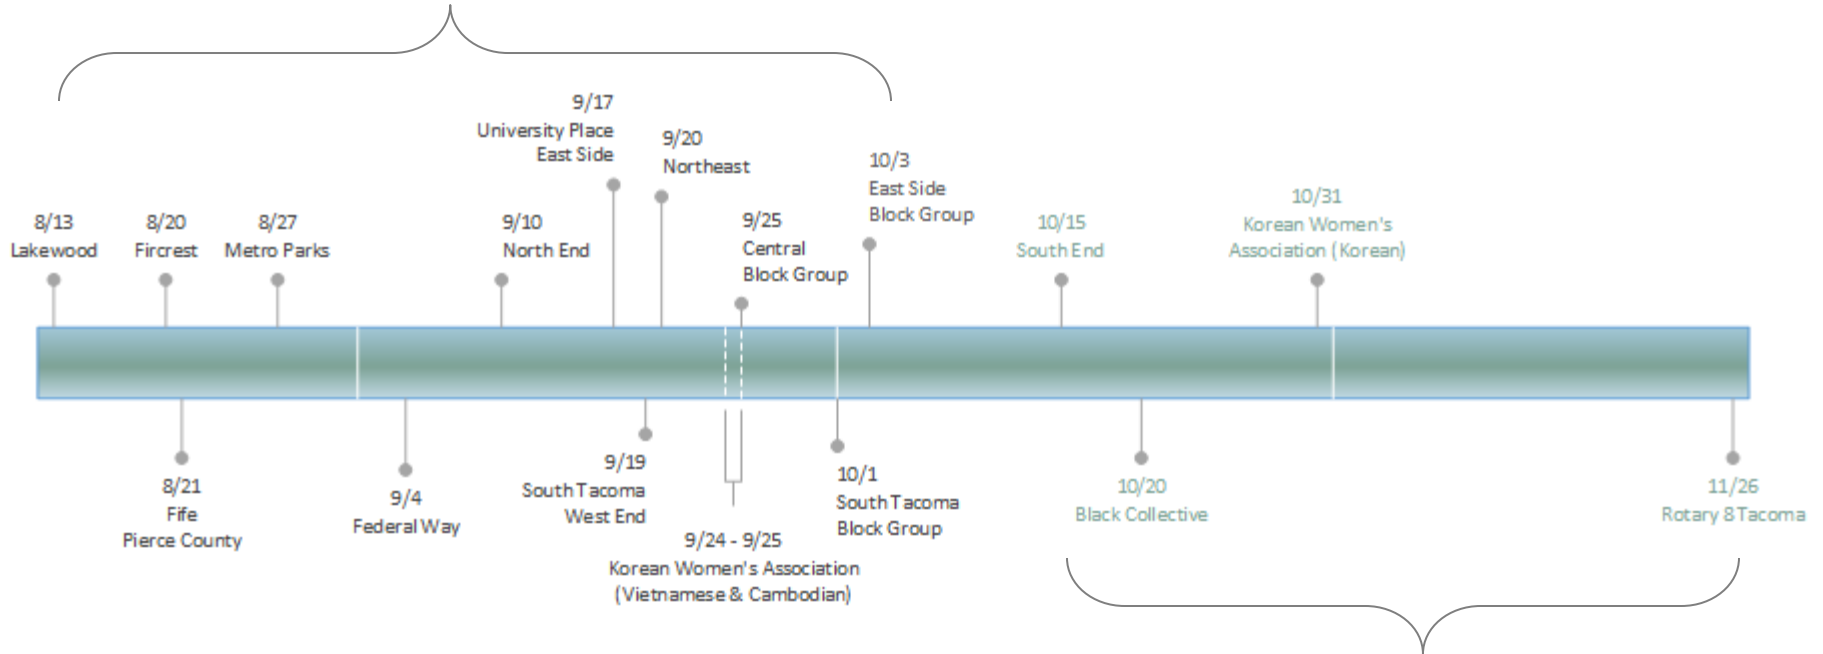 9/17
University Place
East Side
9/20
Northeast
10/3
East Side
Block Group
8/13
Lakewood
8/20
Fircrest
8/27
Metro Parks
9/10
North End
9/25
Central
Block Group
10/15
South End
10/31
Korean Women's
Association (Korean)
8/21
Fife
Pierce County
9/4
Federal Way
9/19
South Tacoma
West End
9/24 - 9/25
Korean Women's Association
(Vietnamese & Cambodian)
10/1
South Tacoma
Block Group
10/20
Black Collective
11/26
Rotary 8 Tacoma